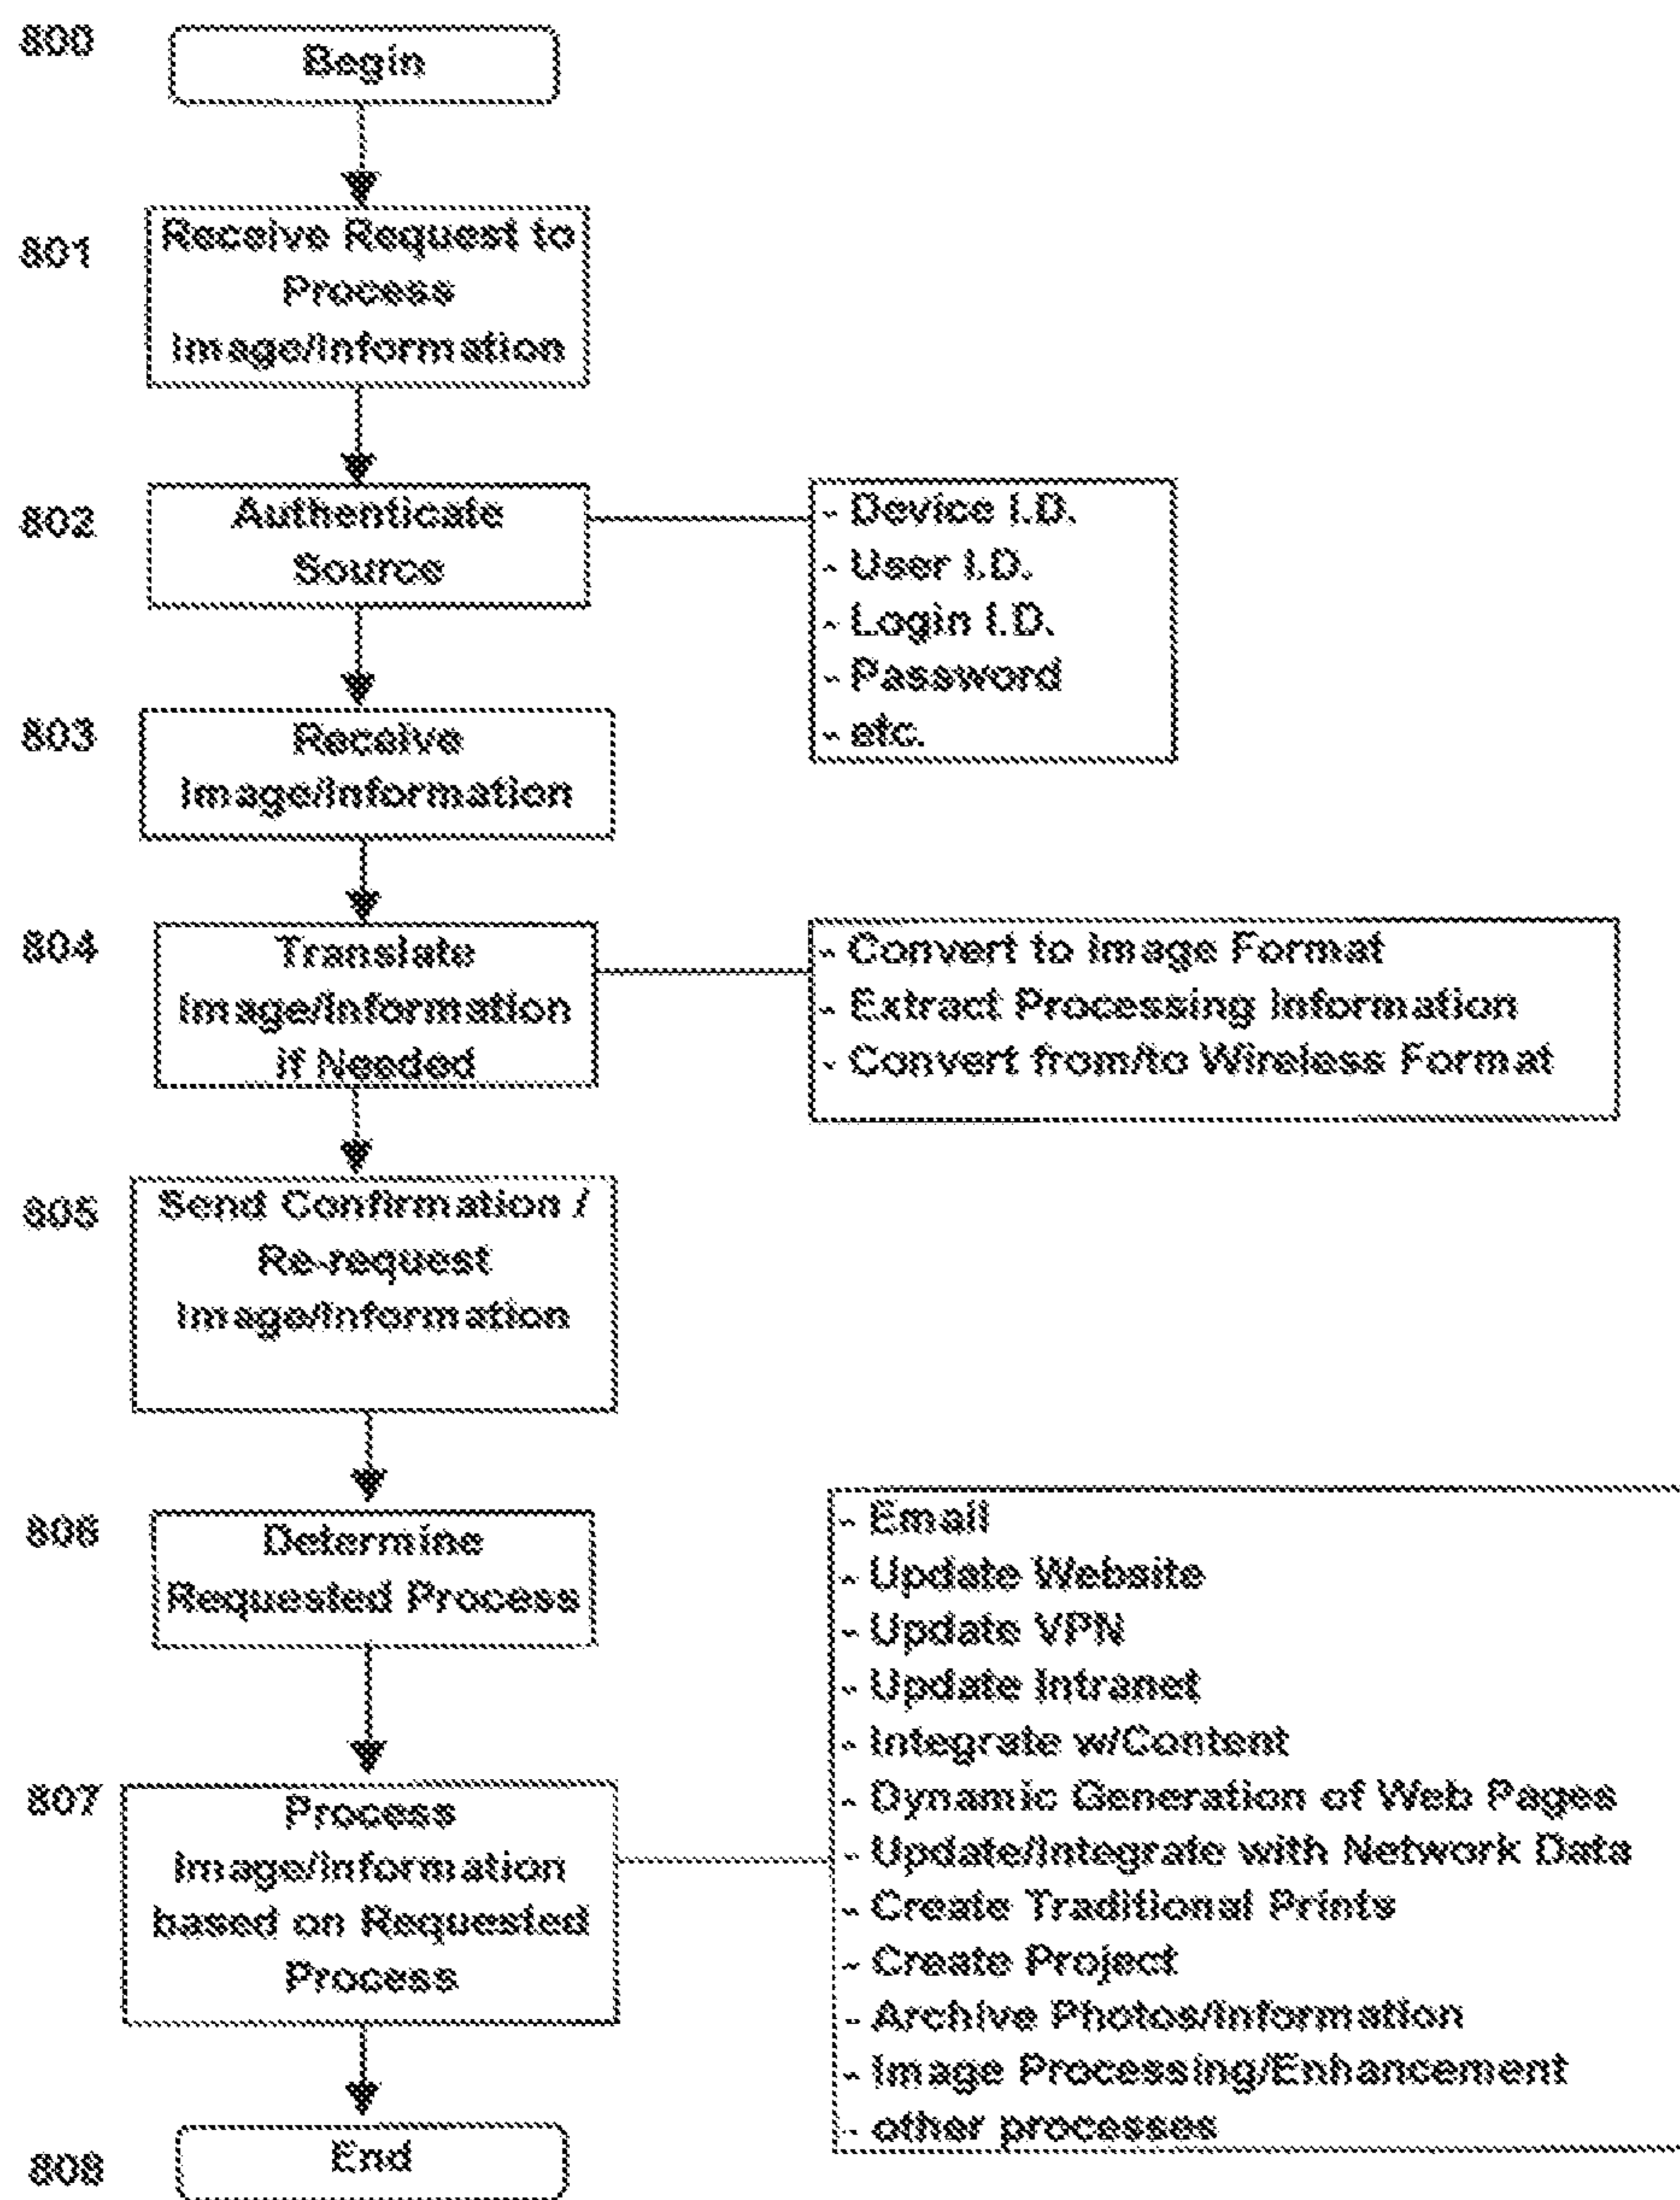 800
Begin
801
Receive Request to
Process
Image/Information
802
Authenticate
Source
- Device I.D.
- User I.D.
- Login I.D.
- Password
- etc.
803
Receive
Image/Information
804
Translate
Image/Information
if Needed
- Convert to Image Format
- Extract Processing Information
- Convert from/to Wireless Format
805
Send Confirmation /
Re-request
Image/Information
806
Determine
Requested Process
807
Process
Image/Information
based on Requested
Process
- Email
- Update Website
- Update VPN
- Update Intranet
- Integrate w/Content
- Dynamic Generation of Web Pages
- Update/Integrate with Network Data
- Create Traditional Prints
- Create Project
- Archive Photos/Information
- Image Processing/Enhancement
- other processes
808
End